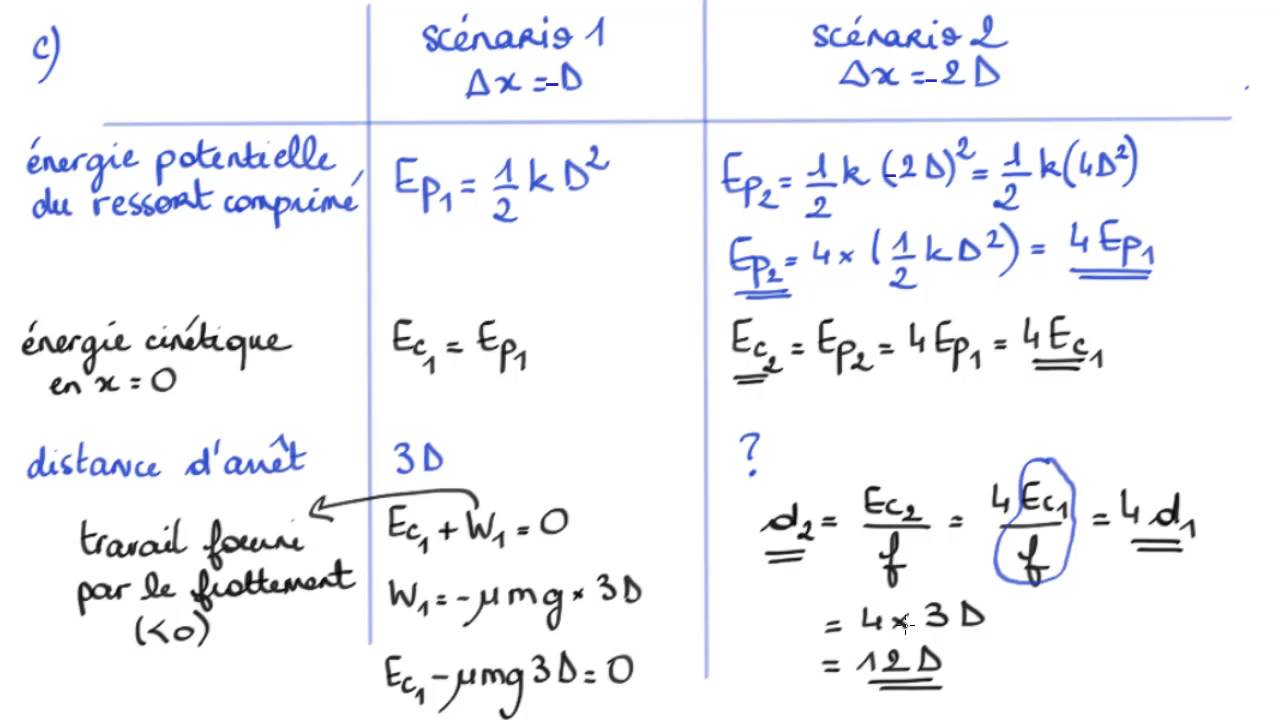 c)
scénario 1
Δx = -D
scénario 2
Δx = -2D
énergie potentielle
du ressort comprimé
Ep₁ = 1/2 k D²
Ep₂ = 1/2 k (-2D)² = 1/2 k(4D²)
Ep₂ = 4 × (1/2 k D²) = 4 Ep₁
énergie cinétique
en x = 0
Ec₁ = Ep₁
Ec₂ = Ep₂ = 4 Ep₁ = 4 Ec₁
distance d'arrêt
3D
?
travail fourni
par le frottement
(<0)
Ec₁ + W₁ = 0
W₁ = -μmg × 3D
Ec₁ - μmg 3D = 0
d₂ = Ec₂/f = 4 Ec₁/f = 4 d₁
= 4 × 3D
= 12D